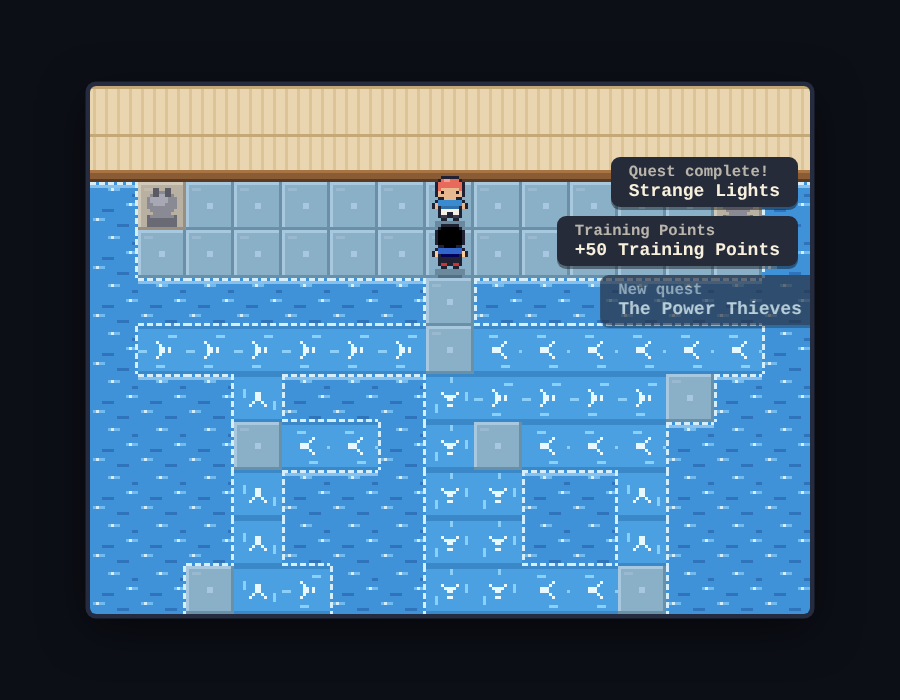 Quest complete!
Strange Lights
Training Points
+50 Training Points
New quest
The Power Thieves